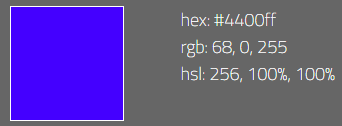 hex: #4400ff
rgb: 68, 0, 255
hsl: 256, 100%, 100%